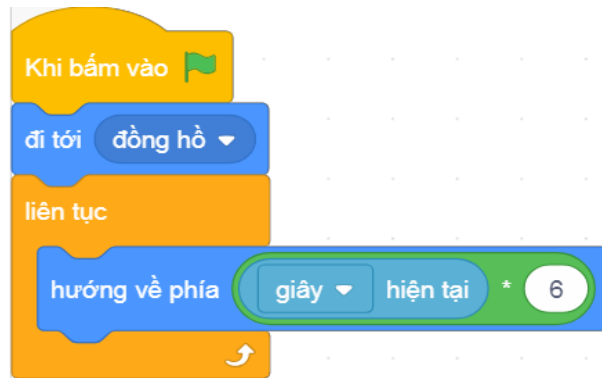 Khi bấm vào
đi tới đồng hồ
liên tục
hướng về phía giây hiện tại * 6